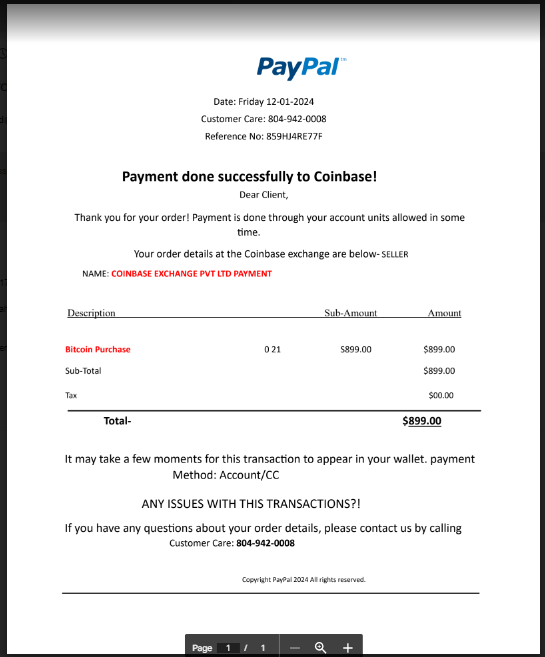 PayPal™
Date: Friday 12-01-2024
Customer Care: 804-942-0008
Reference No: 859HJ4RE77F
Payment done successfully to Coinbase!
Dear Client,
Thank you for your order! Payment is done through your account units allowed in some
time.
Your order details at the Coinbase exchange are below- SELLER
NAME: COINBASE EXCHANGE PVT LTD PAYMENT
Description Sub-Amount Amount
Bitcoin Purchase 0 21 $899.00 $899.00
Sub-Total $899.00
Tax $00.00
Total- $899.00
It may take a few moments for this transaction to appear in your wallet. payment
Method: Account/CC
ANY ISSUES WITH THIS TRANSACTIONS?!
If you have any questions about your order details, please contact us by calling
Customer Care: 804-942-0008
Copyright PayPal 2024 All rights reserved.
Page 1 / 1